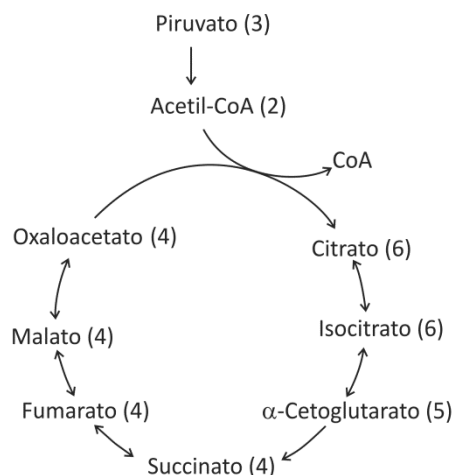 Piruvato (3)
Acetil-CoA (2)
CoA
Oxaloacetato (4)
Citrato (6)
Malato (4)
Isocitrato (6)
Fumarato (4)
α-Cetoglutarato (5)
Succinato (4)